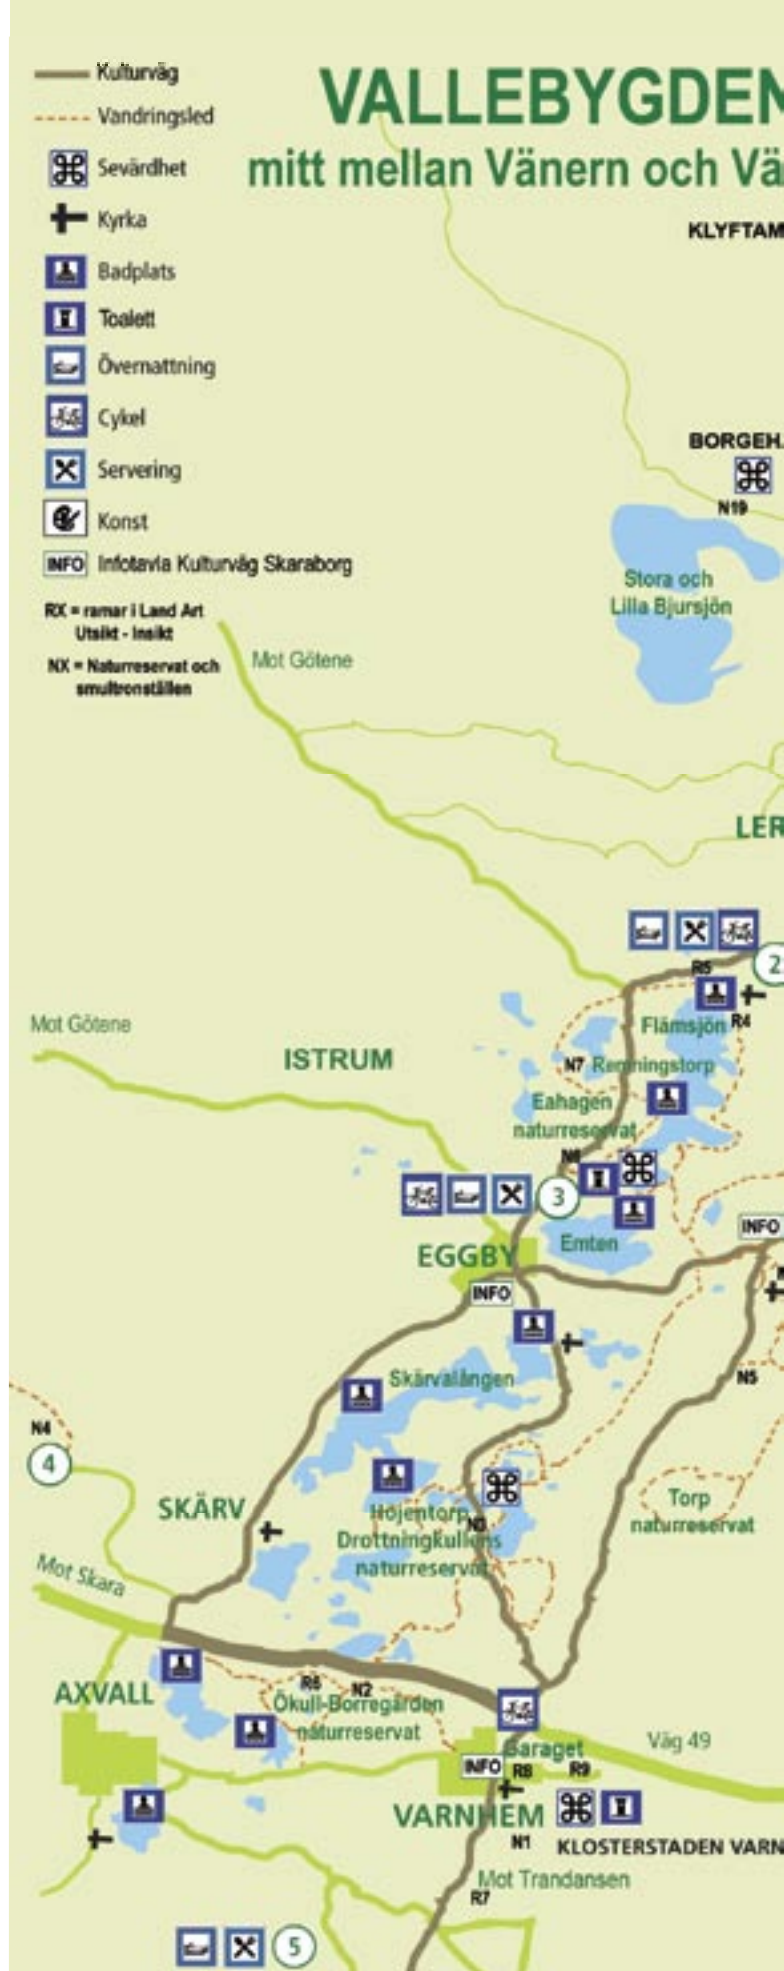 Kulturväg
Vandringsled
Sevärdhet
Kyrka
Badplats
Toalett
Övernattning
Cykel
Servering
Konst
INFO Infotavla Kulturväg Skaraborg
RX = ramar i Land Art
Utsikt - Insikt
NX = Naturreservat och
smultronställen
VALLEBYGDEN
mitt mellan Vänern och Vä
KLYFTAM
BORGEH
N19
Stora och
Lilla Bjursjön
Mot Götene
LER
2
R5
Flämsjön
R4
Mot Götene
ISTRUM
N7
Remningstorp
Eahagen
naturreservat
N6
3
Emten
INFO
EGGBY
INFO
N5
Skärvalången
N4
4
SKÄRV
Höjentorp
Drottningkullens
naturreservat
N3
Torp
naturreservat
Mot Skara
AXVALL
R6
N2
Ökull-Borregården
naturreservat
Väg 49
Garaget
INFO
R8
R9
VARNHEM
N1
KLOSTERSTADEN VARN
Mot Trandansen
R7
5